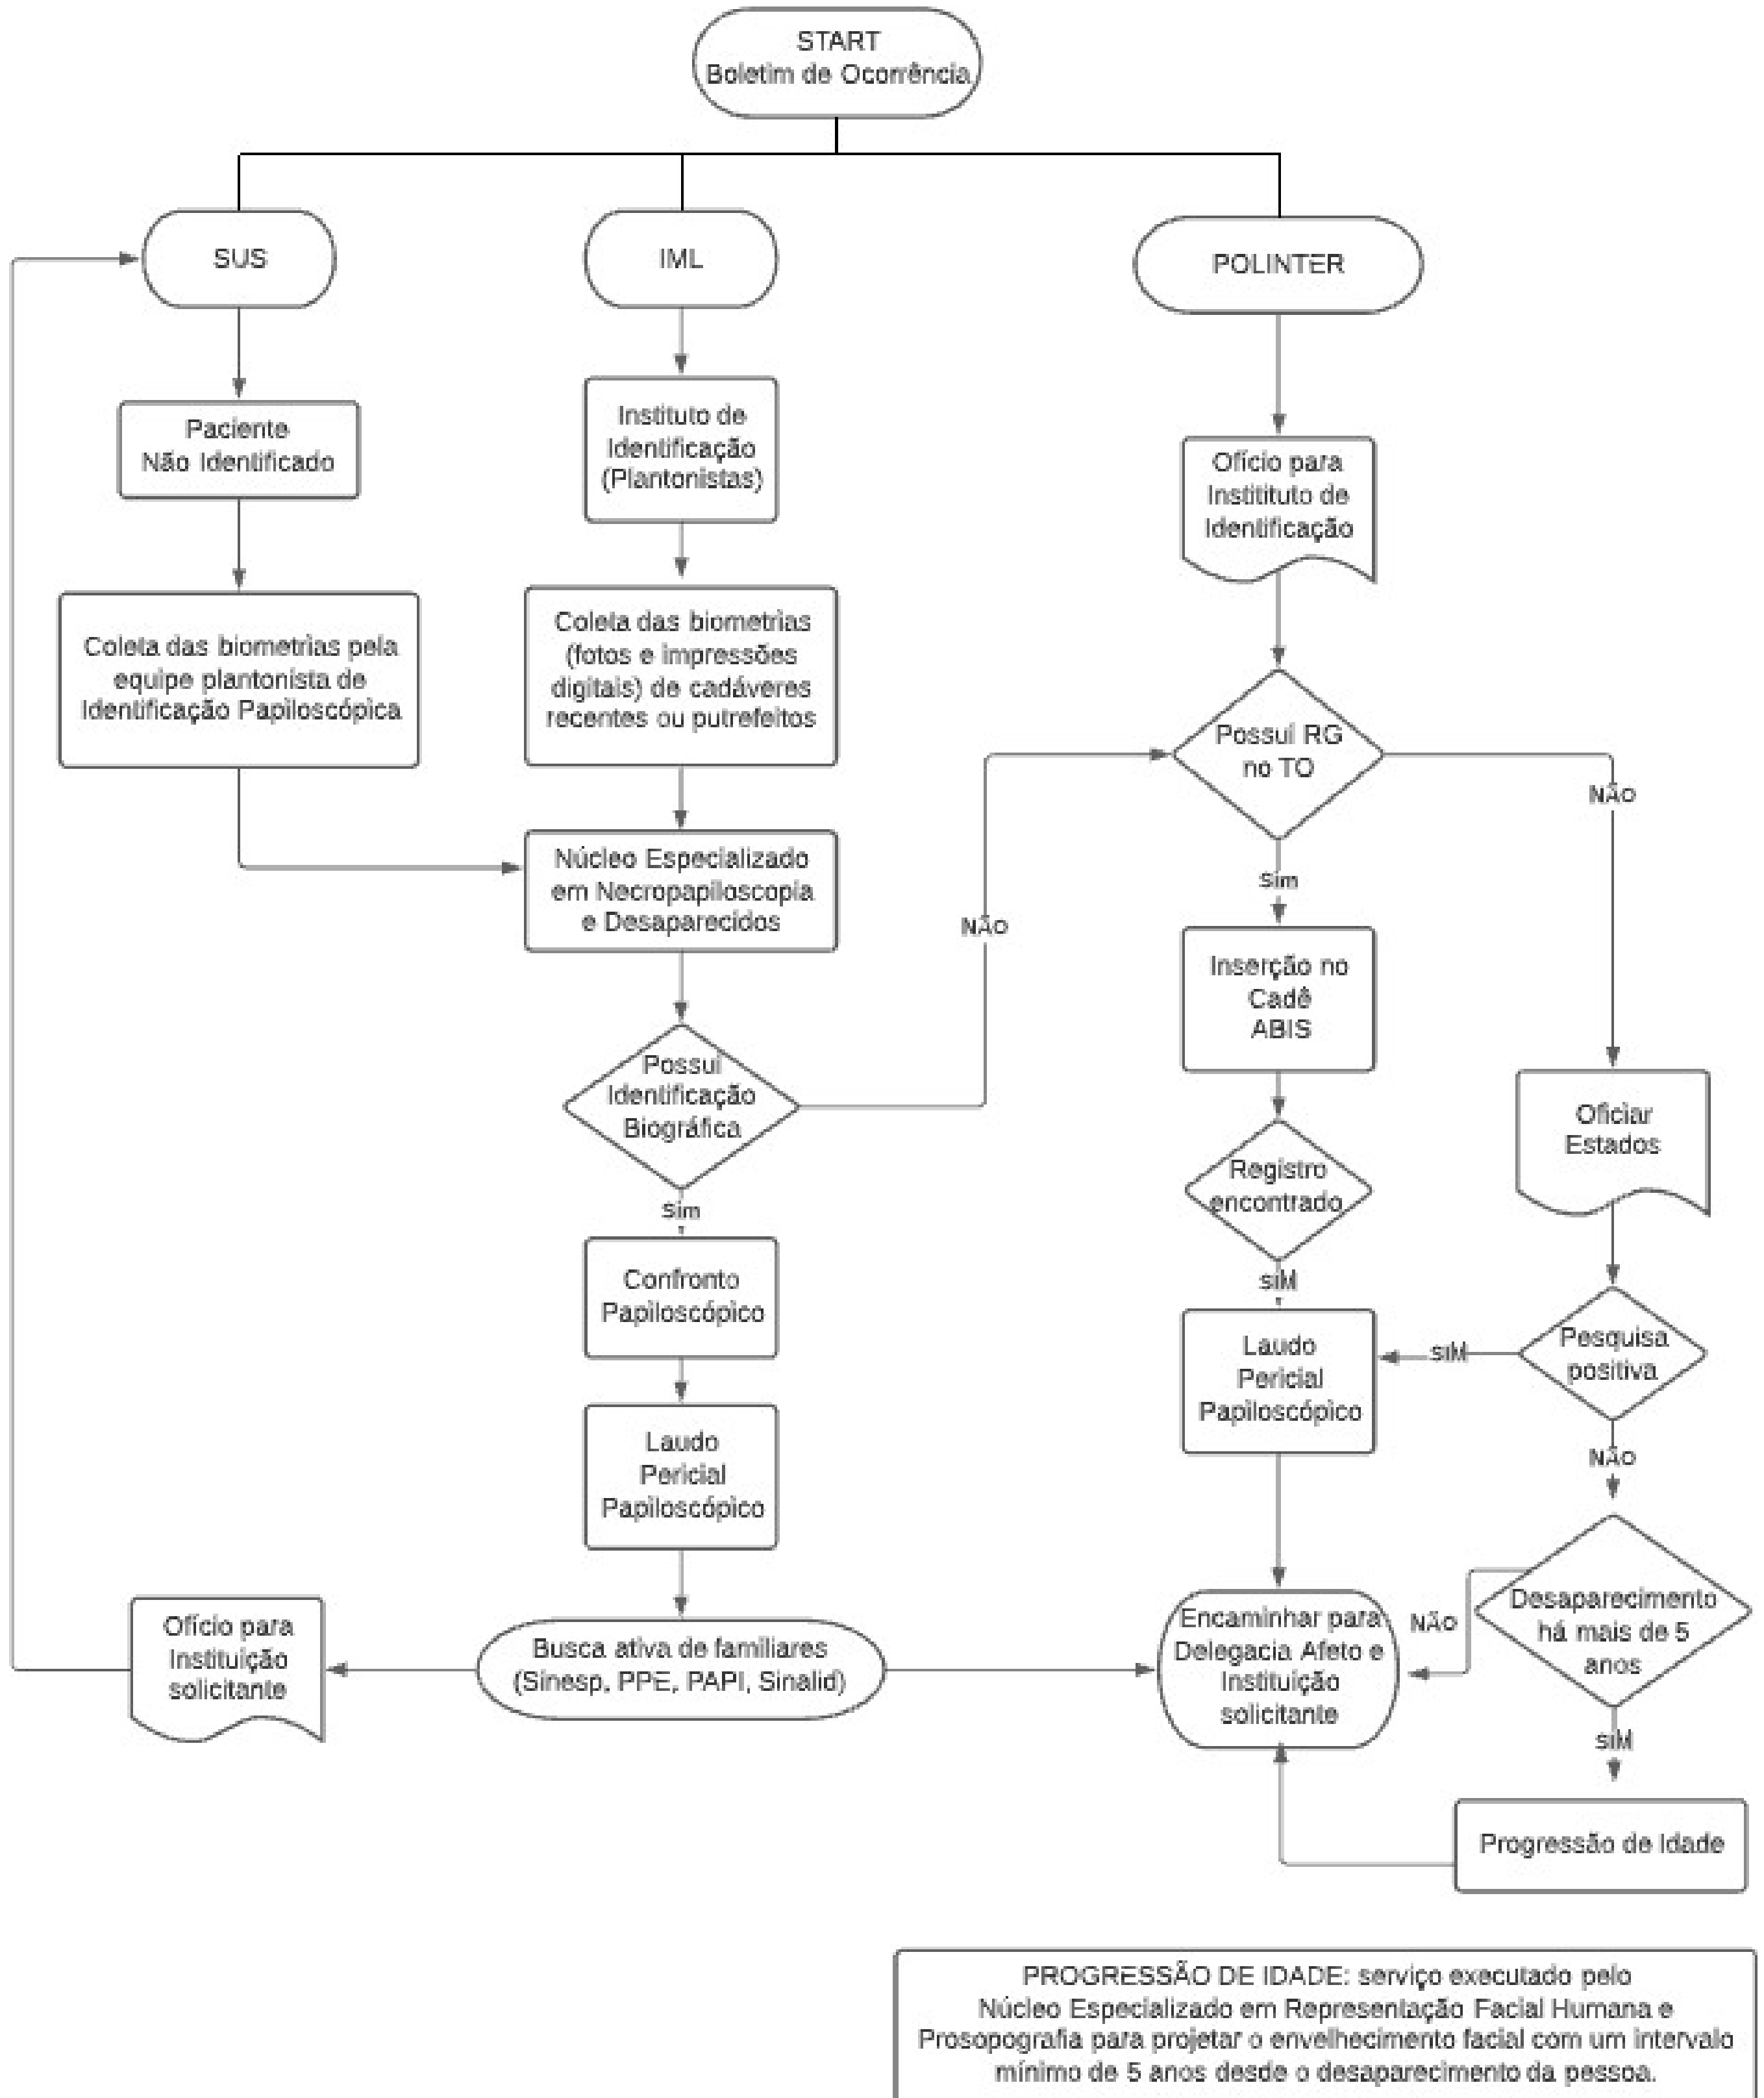 START
Boletim de Ocorrência
SUS
IML
POLINTER
Paciente
Não Identificado
Instituto de
Identificação
(Plantonistas)
Ofício para
Institituto de
Identificação
Coleta das biometrias pela
equipe plantonista de
Identificação Papiloscópica
Coleta das biometrias
(fotos e impressões
digitais) de cadáveres
recentes ou putrefeitos
Possui RG
no TO
NÃO
Sim
Núcleo Especializado
em Necropapiloscopia
e Desaparecidos
NÃO
Inserção no
Cadê
ABIS
Possui
Identificação
Biográfica
Sim
Oficiar
Estados
Registro
encontrado
SIM
Confronto
Papiloscópico
Laudo
Pericial
Papiloscópico
SIM
Pesquisa
positiva
NÃO
Laudo
Pericial
Papiloscópico
Ofício para
Instituição
solicitante
Busca ativa de familiares
(Sinesp, PPE, PAPI, Sinalid)
Encaminhar para
Delegacia Afeto e
Instituição
solicitante
NÃO
Desaparecimento
há mais de 5
anos
SIM
Progressão de Idade
PROGRESSÃO DE IDADE: serviço executado pelo
Núcleo Especializado em Representação Facial Humana e
Prosopografia para projetar o envelhecimento facial com um intervalo
mínimo de 5 anos desde o desaparecimento da pessoa.